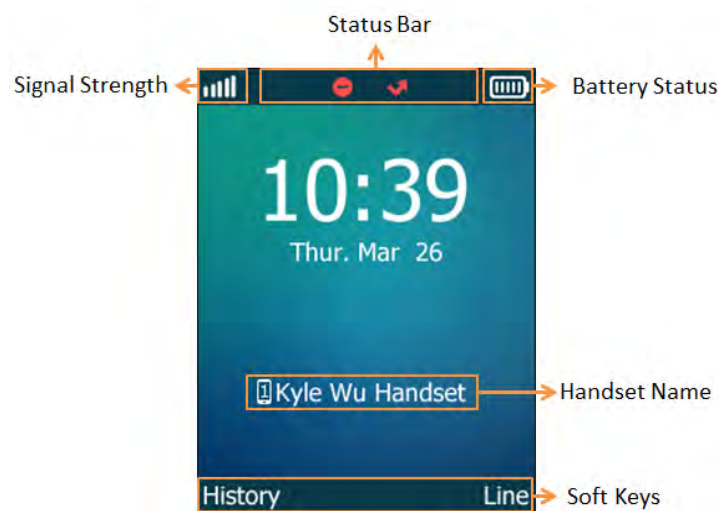 Status Bar
Signal Strength
Battery Status
10:39
Thur. Mar 26
1 Kyle Wu Handset
Handset Name
History
Line
Soft Keys